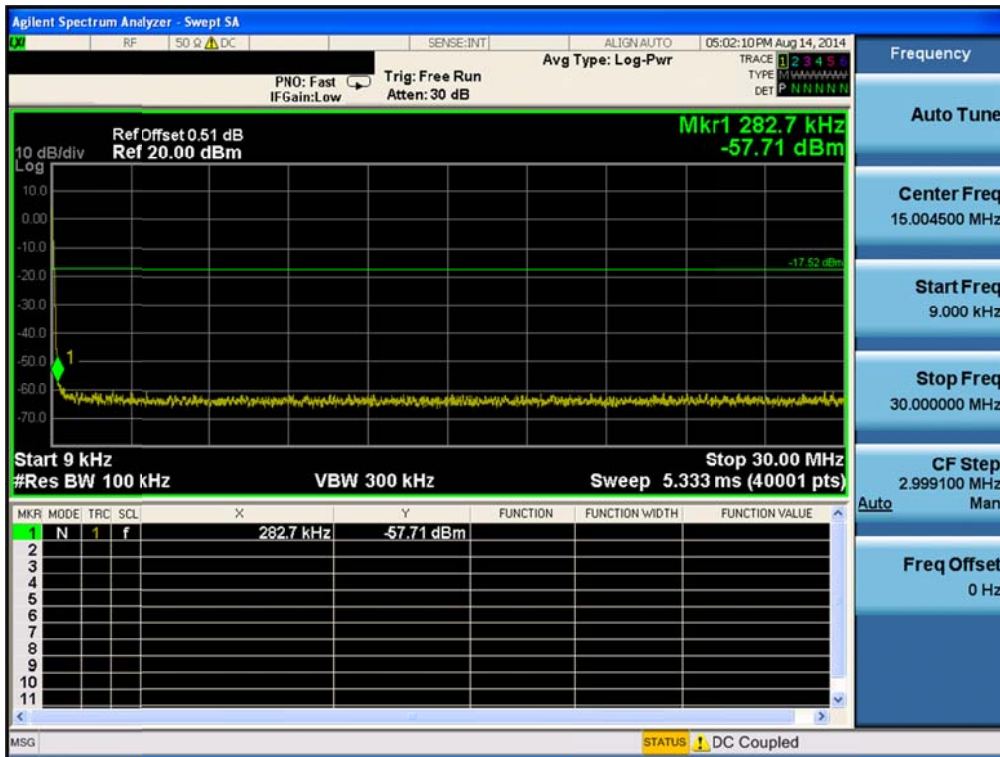 Agilent Spectrum Analyzer - Swept SA
LXI RF 50 Ω DC SENSE:INT ALIGNAUTO 05:02:10PM Aug 14, 2014
Avg Type: Log-Pwr TRACE 1 2 3 4 5 6
PNO: Fast Trig: Free Run TYPE M
IFGain:Low Atten: 30 dB DET P N N N N N
Ref Offset 0.51 dB Mkr1 282.7 kHz
10 dB/div Ref 20.00 dBm -57.71 dBm
Log
10.0
0.00
-10.0
-17.52 dBm
-20.0
-30.0
-40.0
-50.0
1
-60.0
-70.0
Start 9 kHz Stop 30.00 MHz
#Res BW 100 kHz VBW 300 kHz Sweep 5.333 ms (40001 pts)
MKR MODE TRC SCL X Y FUNCTION FUNCTION WIDTH FUNCTION VALUE
1 N 1 f 282.7 kHz -57.71 dBm
2
3
4
5
6
7
8
9
10
11
MSG STATUS DC Coupled
Frequency
Auto Tune
Center Freq
15.004500 MHz
Start Freq
9.000 kHz
Stop Freq
30.000000 MHz
CF Step
2.999100 MHz
Auto Man
Freq Offset
0 Hz